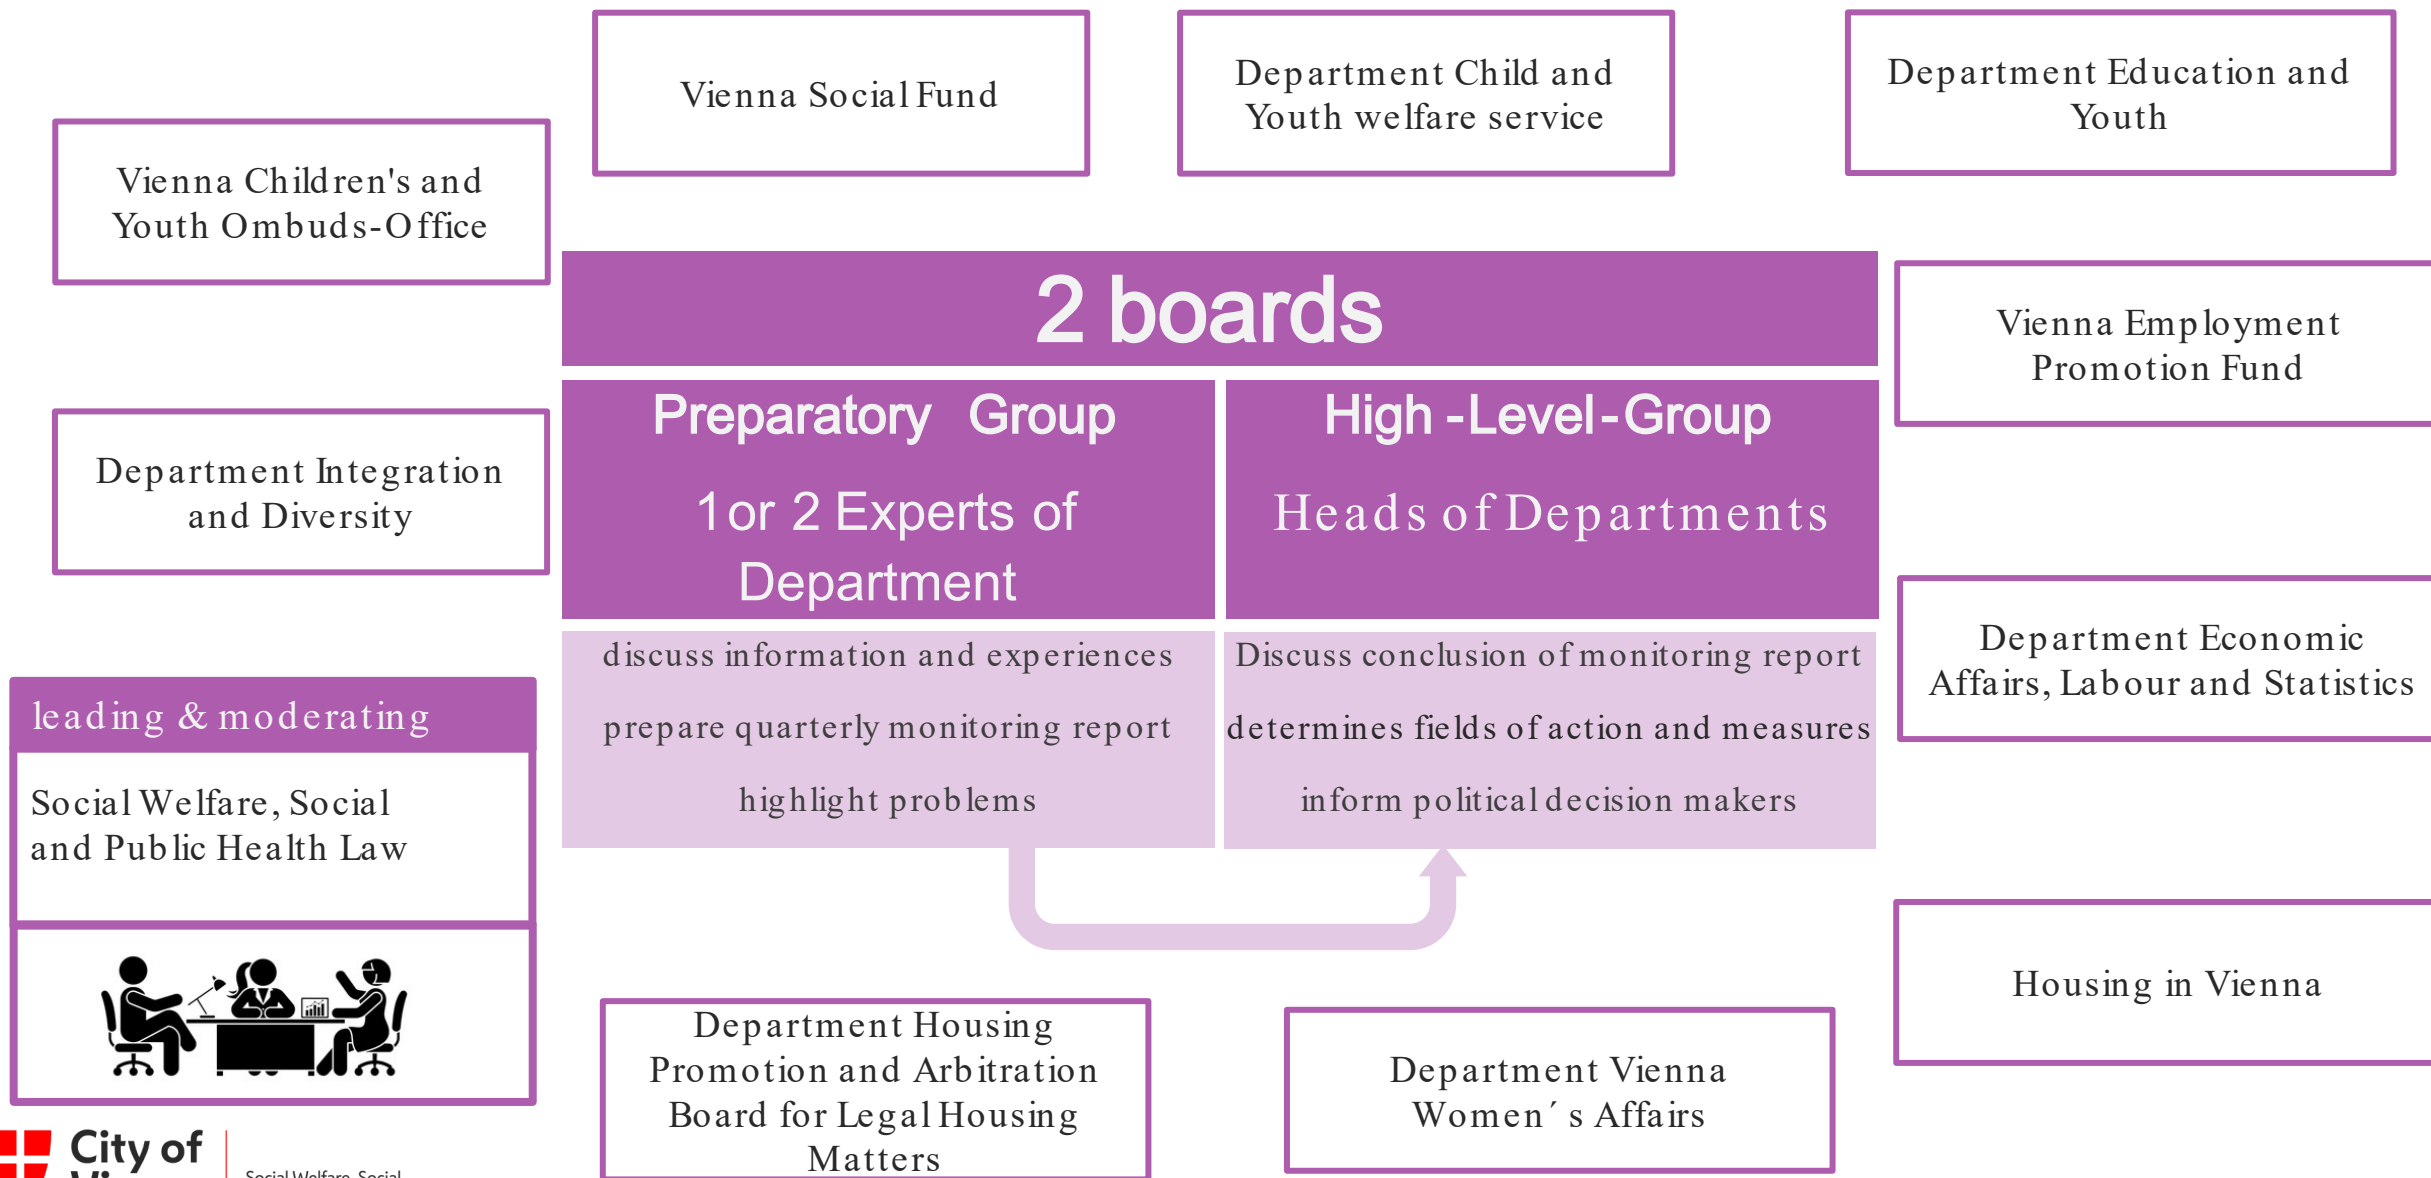 Vienna Social Fund
Department Child and
Youth welfare service
Department Education and
Youth
Vienna Children's and
Youth Ombuds-Office
2 boards
Vienna Employment
Promotion Fund
Preparatory Group
1or 2 Experts of
Department
High-Level-Group
Heads of Departments
Department Integration
and Diversity
discuss information and experiences
prepare quarterly monitoring report
highlight problems
Discuss conclusion of monitoring report
determines fields of action and measures
inform political decision makers
Department Economic
Affairs, Labour and Statistics
leading & moderating
Social Welfare, Social
and Public Health Law
Housing in Vienna
Department Housing
Promotion and Arbitration
Board for Legal Housing
Matters
Department Vienna
Women´s Affairs
City of
Social Welfare, Social